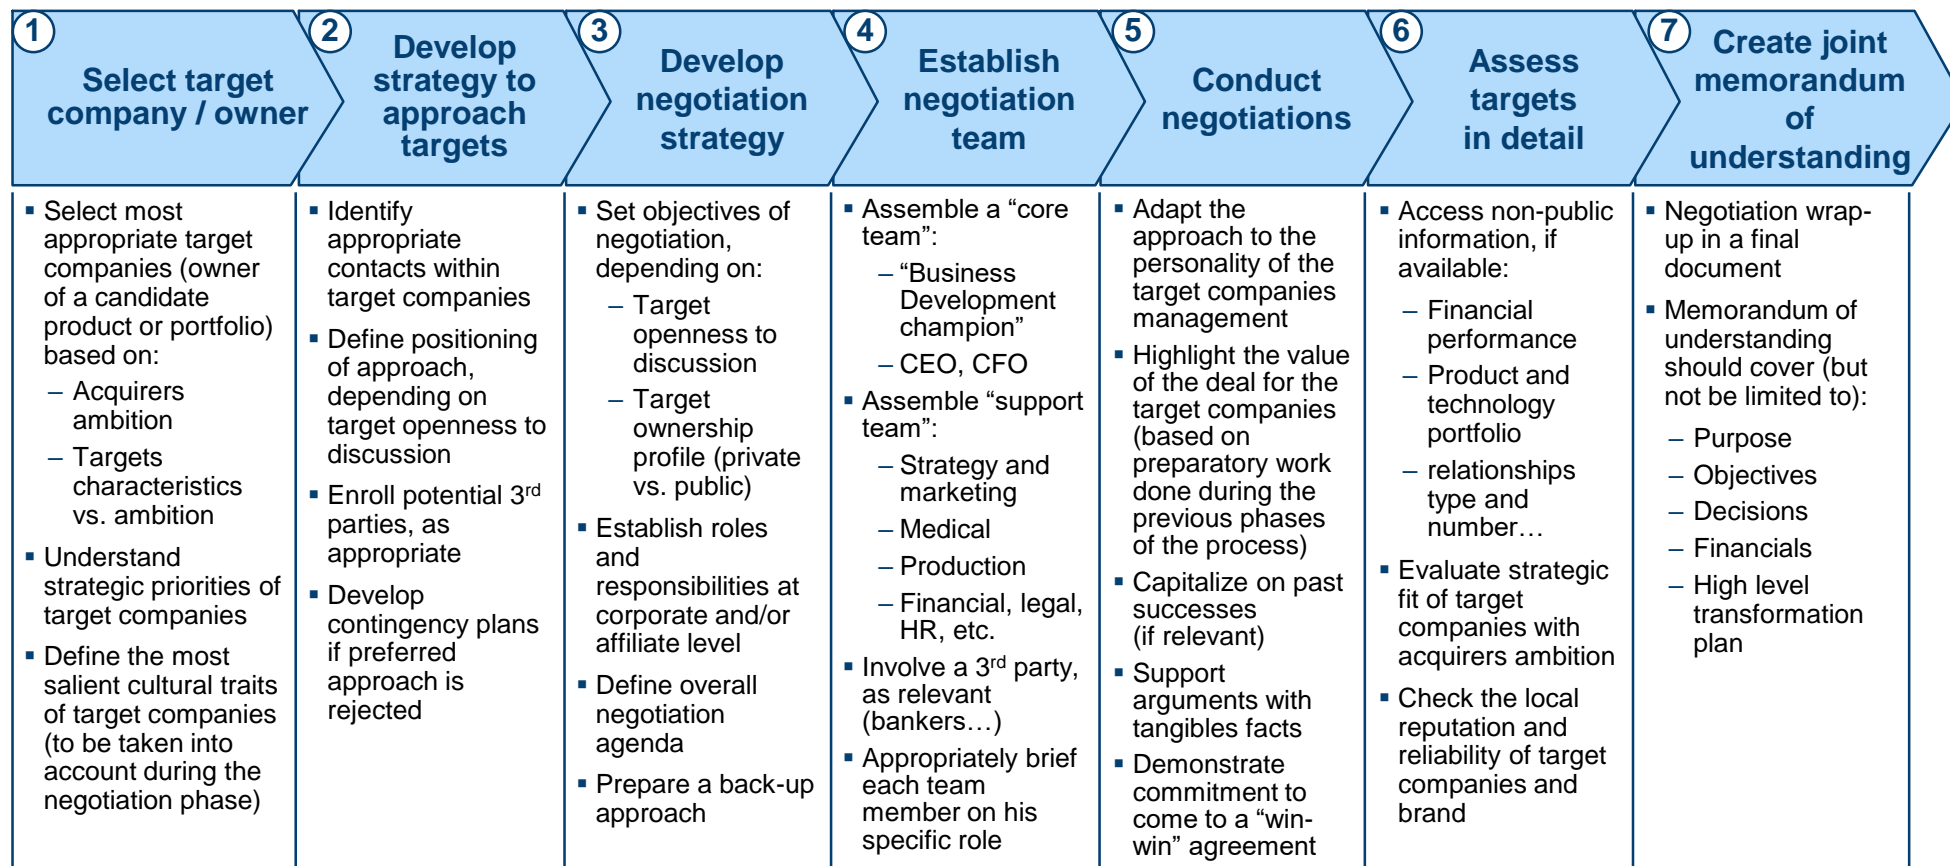 1
Select target
company / owner
2
Develop
strategy to
approach
targets
3
Develop
negotiation
strategy
4
Establish
negotiation
team
5
Conduct
negotiations
6
Assess
targets
in detail
7
Create joint
memorandum
of
understanding
▪ Select most
appropriate target
companies (owner
of a candidate
product or portfolio)
based on:
– Acquirers
ambition
– Targets
characteristics
vs. ambition
▪ Understand
strategic priorities of
target companies
▪ Define the most
salient cultural traits
of target companies
(to be taken into
account during the
negotiation phase)
▪ Identify
appropriate
contacts within
target companies
▪ Define positioning
of approach,
depending on
target openness to
discussion
▪ Enroll potential 3rd
parties, as
appropriate
▪ Develop
contingency plans
if preferred
approach is
rejected
▪ Set objectives of
negotiation,
depending on:
– Target
openness to
discussion
– Target
ownership
profile (private
vs. public)
▪ Establish roles
and
responsibilities at
corporate and/or
affiliate level
▪ Define overall
negotiation
agenda
▪ Prepare a back-up
approach
▪ Assemble a “core
team”:
– “Business
Development
champion”
– CEO, CFO
▪ Assemble “support
team”:
– Strategy and
marketing
– Medical
– Production
– Financial, legal,
HR, etc.
▪ Involve a 3rd party,
as relevant
(bankers…)
▪ Appropriately brief
each team
member on his
specific role
▪ Adapt the
approach to the
personality of the
target companies
management
▪ Highlight the value
of the deal for the
target companies
(based on
preparatory work
done during the
previous phases
of the process)
▪ Capitalize on past
successes
(if relevant)
▪ Support
arguments with
tangibles facts
▪ Demonstrate
commitment to
come to a “win-
win” agreement
▪ Access non-public
information, if
available:
– Financial
performance
– Product and
technology
portfolio
– relationships
type and
number…
▪ Evaluate strategic
fit of target
companies with
acquirers ambition
▪ Check the local
reputation and
reliability of target
companies and
brand
▪ Negotiation wrap-
up in a final
document
▪ Memorandum of
understanding
should cover (but
not be limited to):
– Purpose
– Objectives
– Decisions
– Financials
– High level
transformation
plan